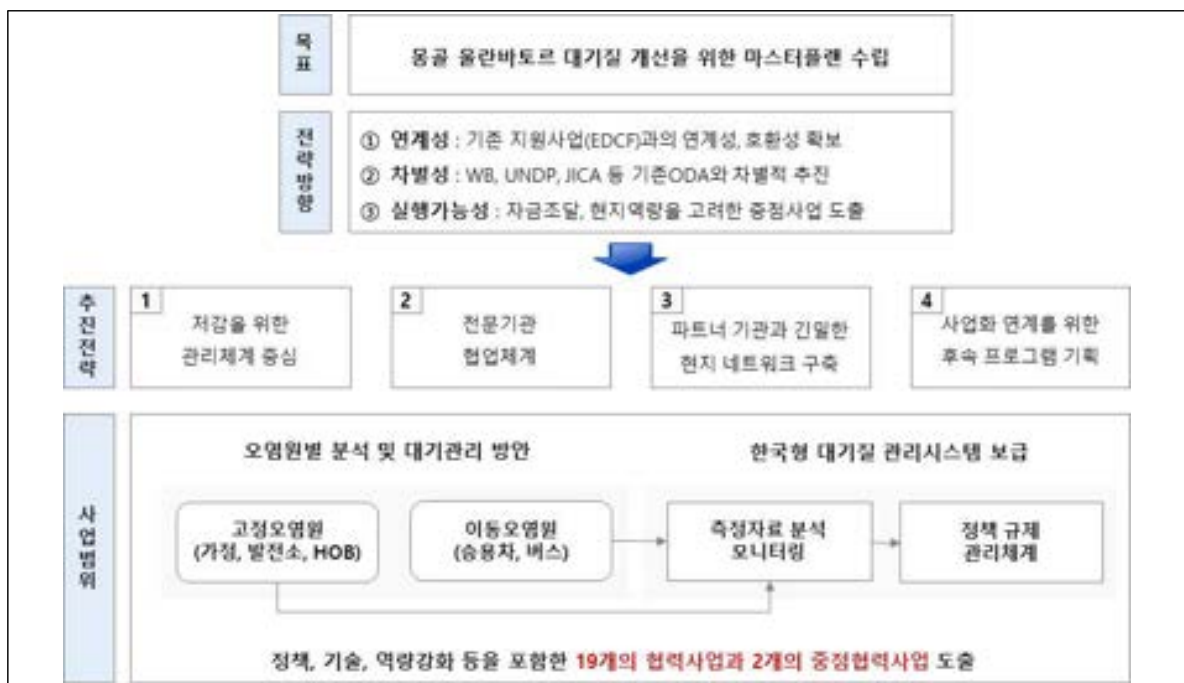 목표
몽골 울란바토르 대기질 개선을 위한 마스터플랜 수립
전략방향
① 연계성 : 기존 지원사업(EDCF)과의 연계성, 호환성 확보
② 차별성 : WB, UNDP, JICA 등 기존ODA와 차별적 추진
③ 실행가능성 : 자금조달, 현지역량을 고려한 중점사업 도출
추진전략
1
저감을 위한
관리체계 중심
2
전문기관
협업체계
3
파트너 기관과 긴밀한
현지 네트워크 구축
4
사업화 연계를 위한
후속 프로그램 기획
사업범위
오염원별 분석 및 대기관리 방안
한국형 대기질 관리시스템 보급
고정오염원
(가정, 발전소, HOB)
이동오염원
(승용차, 버스)
측정자료 분석
모니터링
정책 규제
관리체계
정책, 기술, 역량강화 등을 포함한 19개의 협력사업과 2개의 중점협력사업 도출